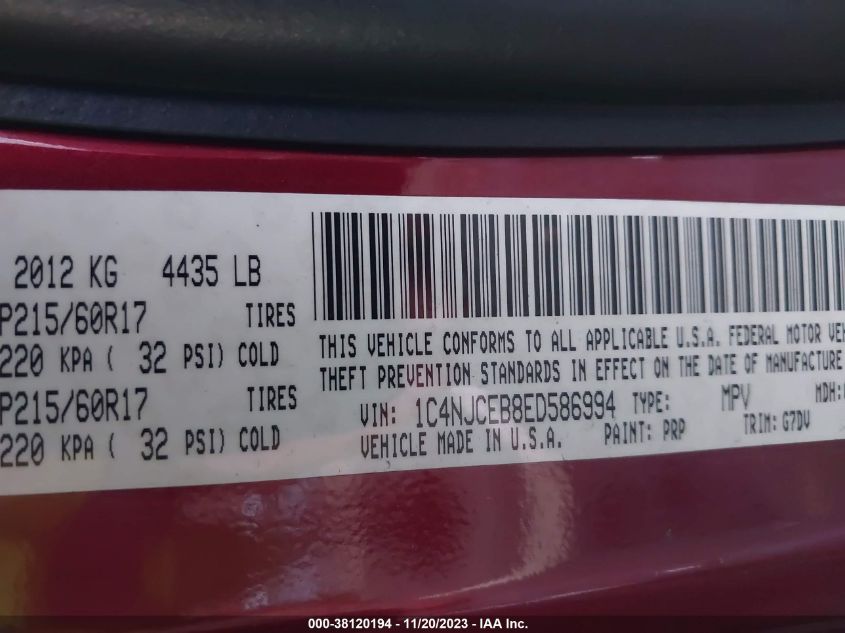 2012 KG 4435 LB
P215/60R17 TIRES
220 KPA ( 32 PSI) COLD
P215/60R17 TIRES
220 KPA ( 32 PSI) COLD
THIS VEHICLE CONFORMS TO ALL APPLICABLE U.S.A. FEDERAL MOTOR VEH
THEFT PREVENTION STANDARDS IN EFFECT ON THE DATE OF MANUFACTURE
VIN: 1C4NJCEB8ED586994 TYPE: MPV MDH:
VEHICLE MADE IN U.S.A. PAINT: PRP TRIM: G7DV
000-38120194 - 11/20/2023 - IAA Inc.